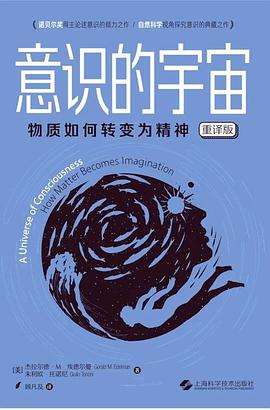 《诺贝尔奖得主论述意识的倾力之作 / 自然科学视角探究意识的典藏之作》
意识的宇宙
物质如何转变为精神 重译版
A Universe of Consciousness
How Matter Becomes Imagination
[美] 杰拉尔德·M·埃德尔曼 Gerald M. Edelman
朱利欧·托诺尼 Giulio Tononi 著
顾凡及 译
上海科学技术出版社